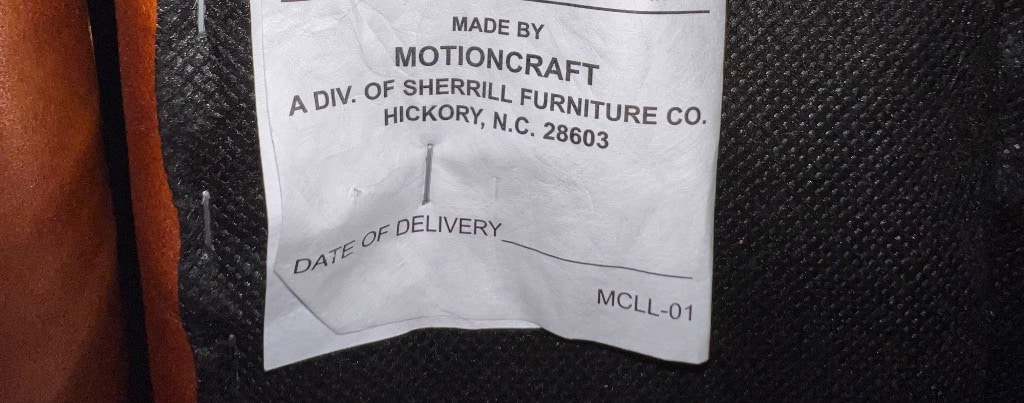 MADE BY
MOTIONCRAFT
A DIV. OF SHERRILL FURNITURE CO.
HICKORY, N.C. 28603
DATE OF DELIVERY
MCLL-01